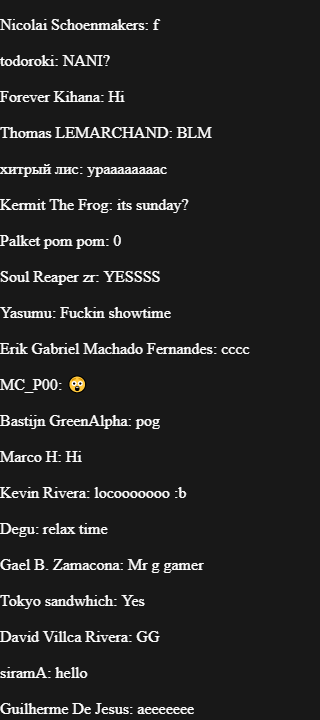 Nicolai Schoenmakers: f
todoroki: NANI?
Forever Kihana: Hi
Thomas LEMARCHAND: BLM
хитрый лис: урааааааааас
Kermit The Frog: its sunday?
Palket pom pom: 0
Soul Reaper zr: YESSSS
Yasumu: Fuckin showtime
Erik Gabriel Machado Fernandes: cccc
MC_P00: 😲
Bastijn GreenAlpha: pog
Marco H: Hi
Kevin Rivera: locooooooo :b
Degu: relax time
Gael B. Zamacona: Mr g gamer
Tokyo sandwhich: Yes
David Villca Rivera: GG
siramA: hello
Guilherme De Jesus: aeeeeeee